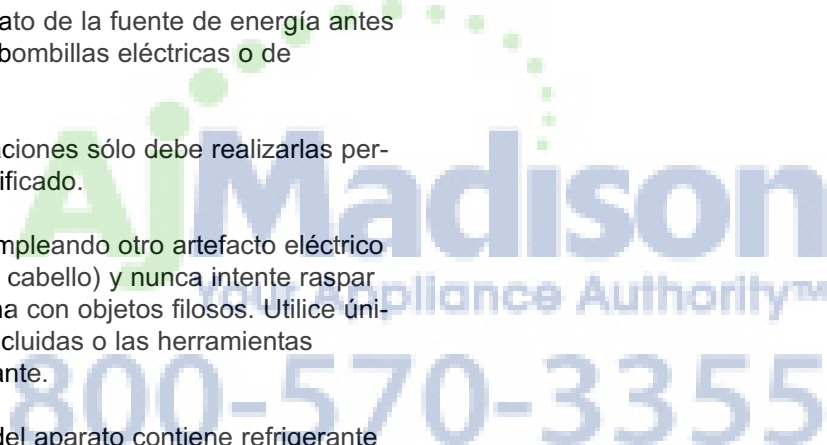 ato de la fuente de energía antes
bombillas eléctricas o de
ciones sólo debe realizarlas per-
ificado.
mpleando otro artefacto eléctrico
cabello) y nunca intente raspar
na con objetos filosos. Utilice úni-
cluidas o las herramientas
ante.
del aparato contiene refrigerante
AjMadison
Your Appliance Authority™
800-570-3355